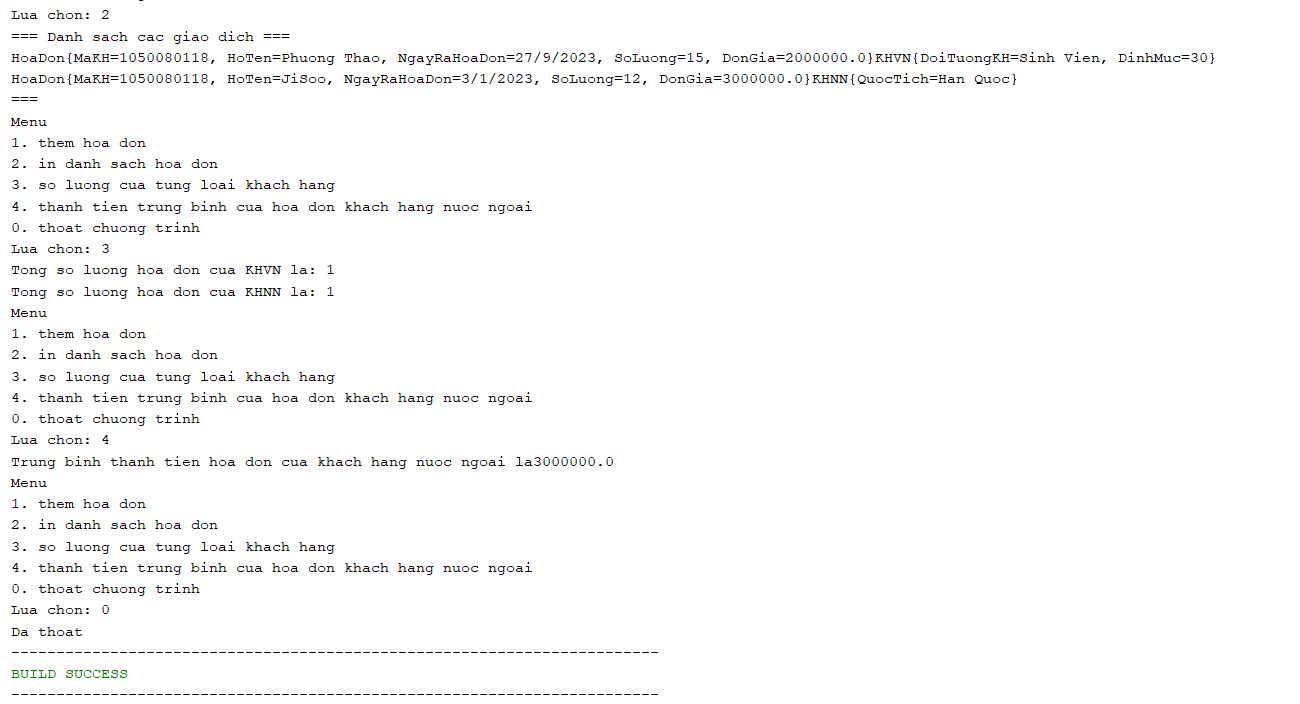 Lua chon: 2
=== Danh sach cac giao dich ===
HoaDon{MaKH=1050080118, HoTen=Phuong Thao, NgayRaHoaDon=27/9/2023, SoLuong=15, DonGia=2000000.0}KHVN{DoiTuongKH=Sinh Vien, DinhMuc=30}
HoaDon{MaKH=1050080118, HoTen=JiSoo, NgayRaHoaDon=3/1/2023, SoLuong=12, DonGia=3000000.0}KHNN{QuocTich=Han Quoc}
===
Menu
1. them hoa don
2. in danh sach hoa don
3. so luong cua tung loai khach hang
4. thanh tien trung binh cua hoa don khach hang nuoc ngoai
0. thoat chuong trinh
Lua chon: 3
Tong so luong hoa don cua KHVN la: 1
Tong so luong hoa don cua KHNN la: 1
Menu
1. them hoa don
2. in danh sach hoa don
3. so luong cua tung loai khach hang
4. thanh tien trung binh cua hoa don khach hang nuoc ngoai
0. thoat chuong trinh
Lua chon: 4
Trung binh thanh tien hoa don cua khach hang nuoc ngoai la3000000.0
Menu
1. them hoa don
2. in danh sach hoa don
3. so luong cua tung loai khach hang
4. thanh tien trung binh cua hoa don khach hang nuoc ngoai
0. thoat chuong trinh
Lua chon: 0
Da thoat
------------------------------------------------------------------------
BUILD SUCCESS
------------------------------------------------------------------------